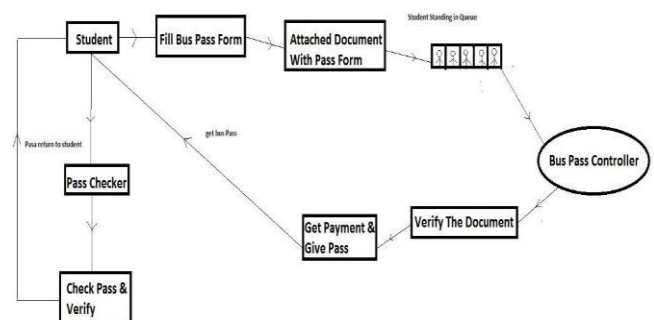 Student Standing in Queue
Student
Fill Bus Pass Form
Attached Document
With Pass Form
get bus Pass
Pasa return to student
Bus Pass Controller
Pass Checker
Verify The Document
Get Payment &
Give Pass
Check Pass &
Verify